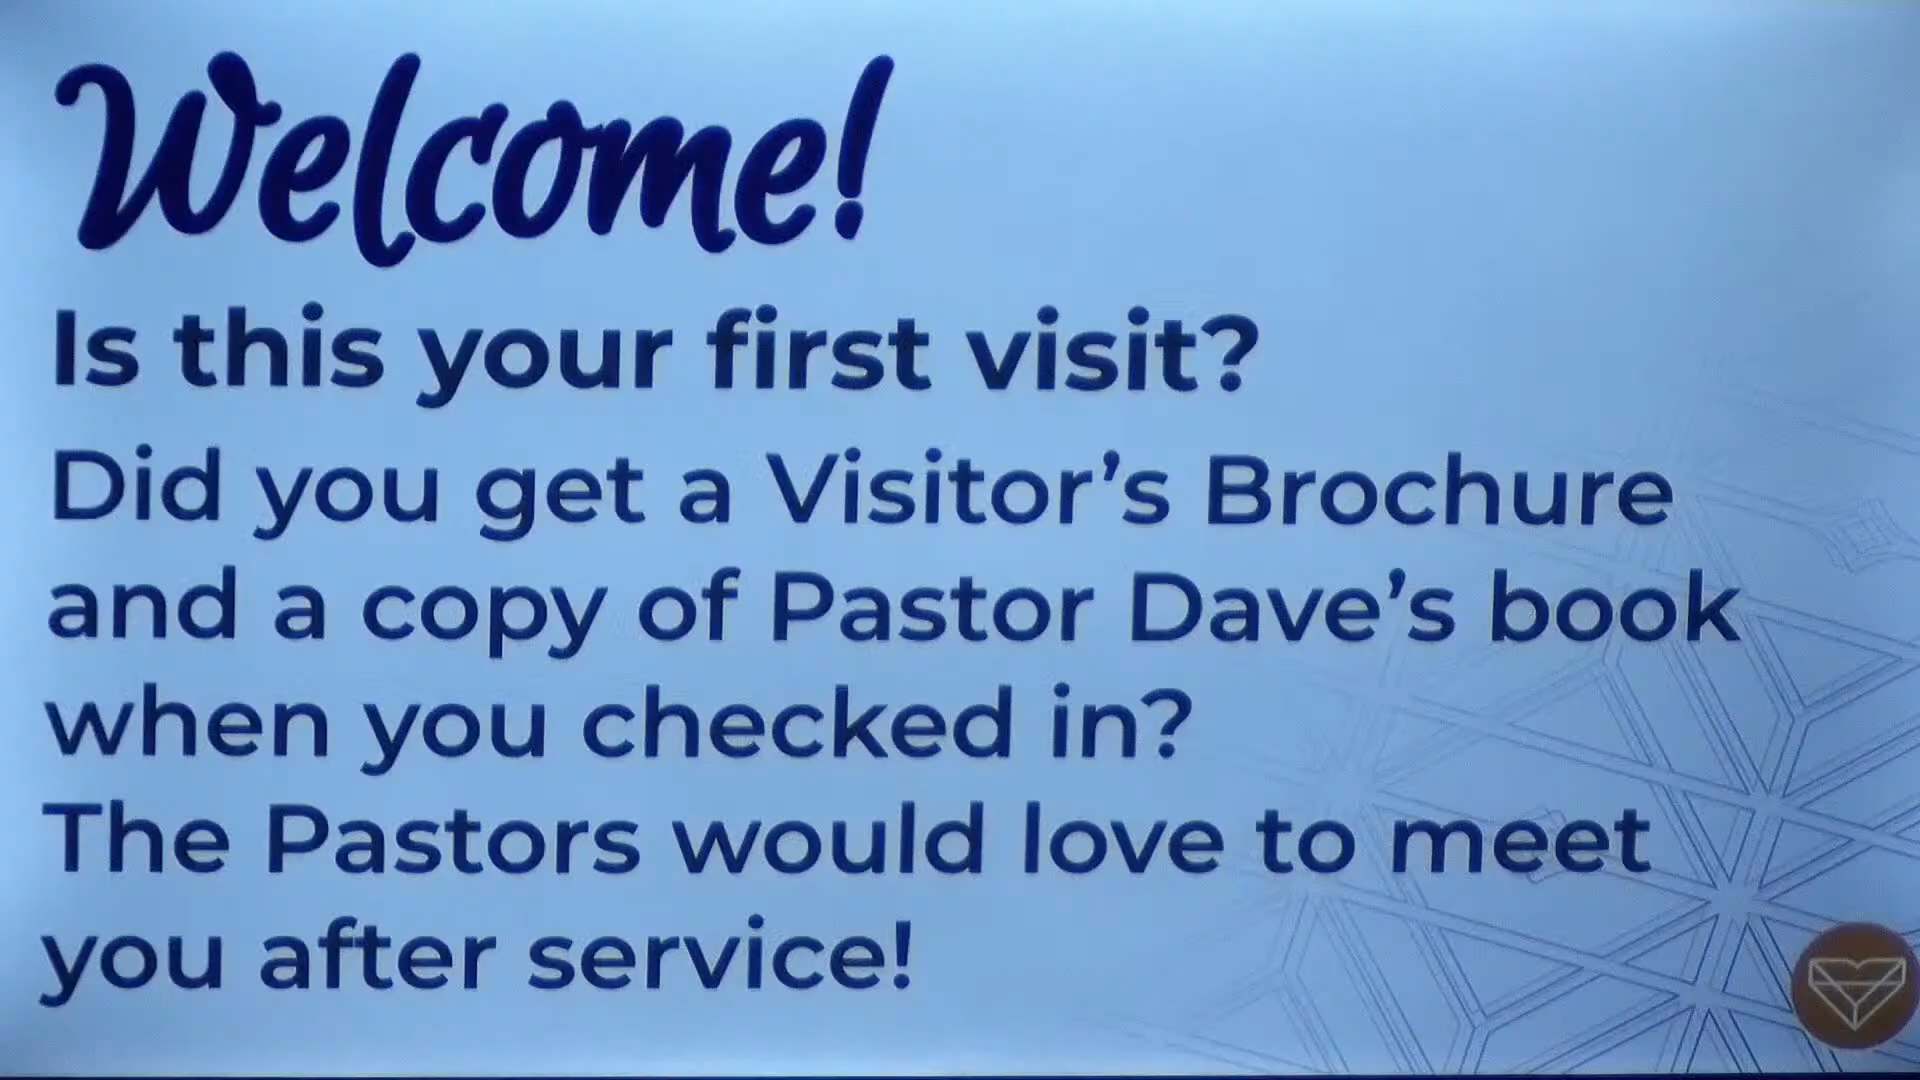 Welcome!
Is this your first visit?
Did you get a Visitor’s Brochure
and a copy of Pastor Dave’s book
when you checked in?
The Pastors would love to meet
you after service!